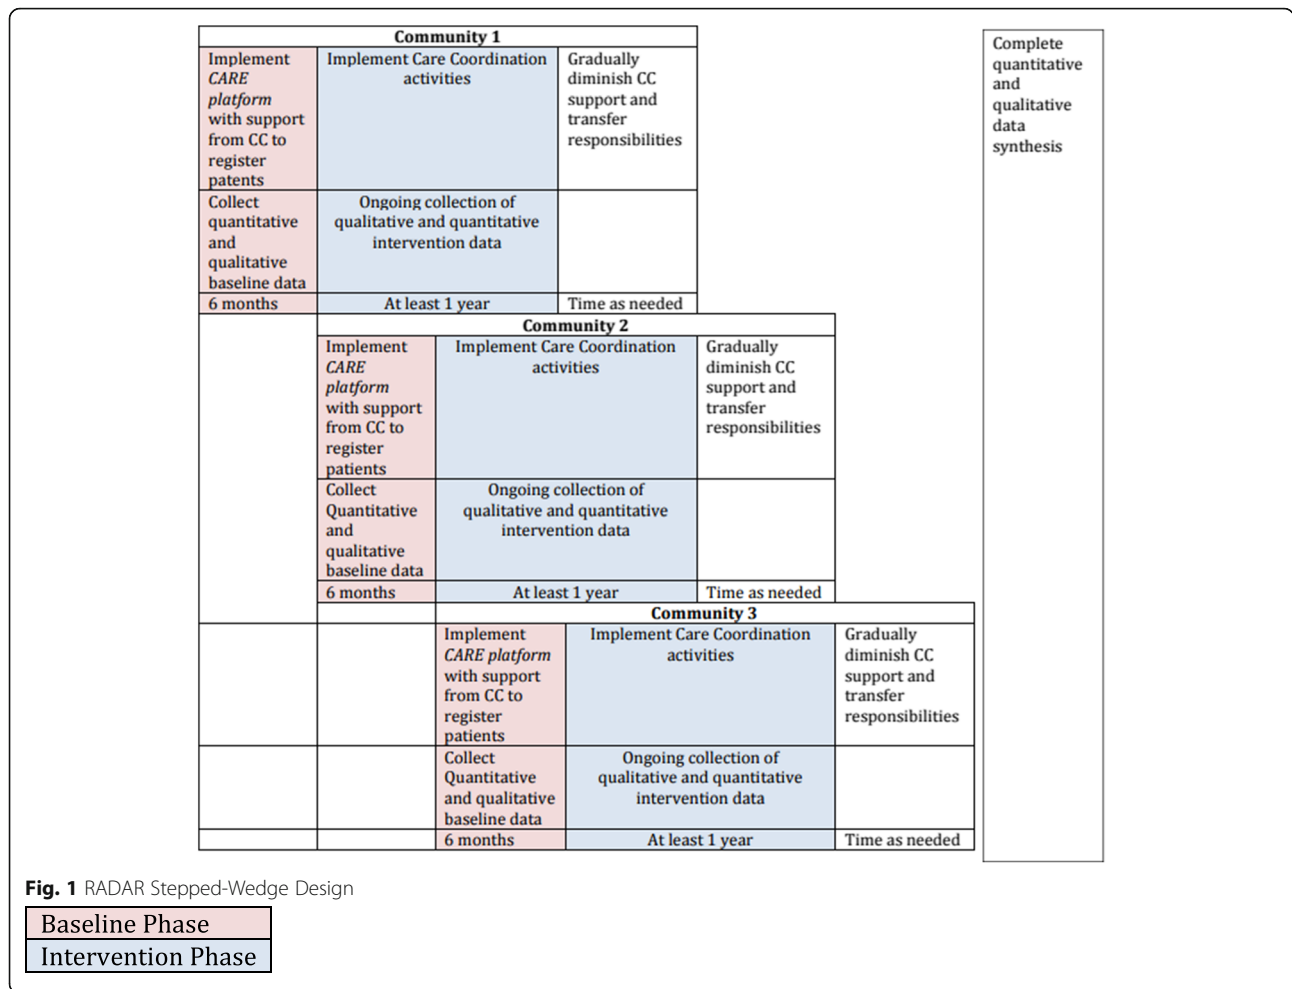 Community 1
Implement
CARE
platform
with support
from CC to
register
patents
Implement Care Coordination
activities
Gradually
diminish CC
support and
transfer
responsibilities
Collect
quantitative
and
qualitative
baseline data
Ongoing collection of
qualitative and quantitative
intervention data
6 months
At least 1 year
Time as needed
Community 2
Implement
CARE
platform
with support
from CC to
register
patients
Implement Care Coordination
activities
Gradually
diminish CC
support and
transfer
responsibilities
Collect
Quantitative
and
qualitative
baseline data
Ongoing collection of
qualitative and quantitative
intervention data
6 months
At least 1 year
Time as needed
Community 3
Implement
CARE platform
with support
from CC to
register
patients
Implement Care Coordination
activities
Gradually
diminish CC
support and
transfer
responsibilities
Collect
Quantitative
and qualitative
baseline data
Ongoing collection of
qualitative and quantitative
intervention data
6 months
At least 1 year
Time as needed
Complete
quantitative
and
qualitative
data
synthesis
Fig. 1 RADAR Stepped-Wedge Design
Baseline Phase
Intervention Phase